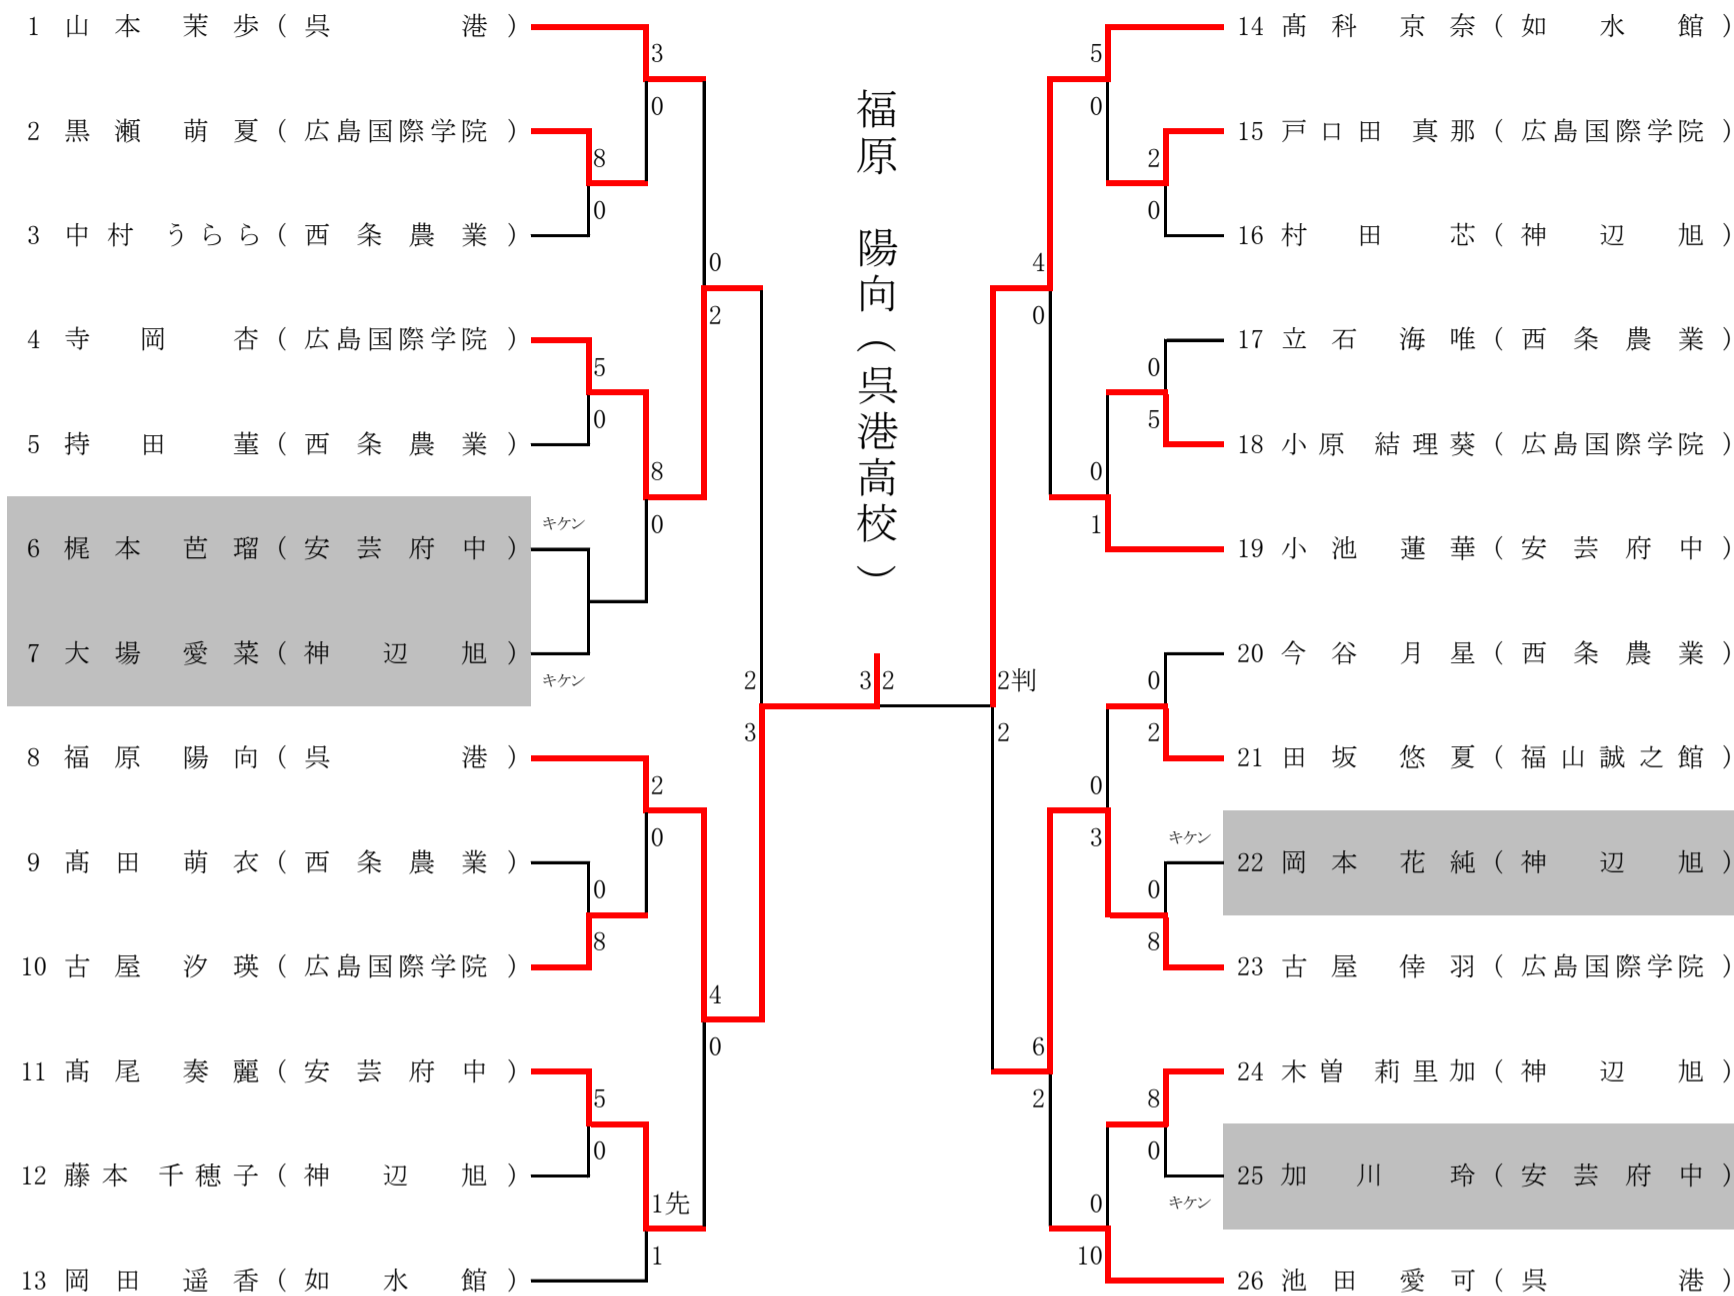 1 山本 茉歩(呉港)
3
0
2 黒瀬 萌夏(広島国際学院)
8
0
3 中村 うらら(西条農業)
0
2
4 寺岡 杏(広島国際学院)
5
0
5 持田 菫(西条農業)
8
0
キケン
6 梶本 芭瑠(安芸府中)
7 大場 愛菜(神辺旭)
キケン
2
3
8 福原 陽向(呉港)
2
0
9 髙田 萌衣(西条農業)
0
8
10 古屋 汐瑛(広島国際学院)
4
0
11 髙尾 奏麗(安芸府中)
5
0
12 藤本 千穂子(神辺旭)
1先
1
13 岡田 遥香(如水館)
福原 陽向(呉港高校)
3 2
14 髙科 京奈(如水館)
5
0
15 戸口田 真那(広島国際学院)
2
0
16 村田 芯(神辺旭)
4
0
17 立石 海唯(西条農業)
0
5
18 小原 結理葵(広島国際学院)
0
1
19 小池 蓮華(安芸府中)
2判
2
20 今谷 月星(西条農業)
0
2
21 田坂 悠夏(福山誠之館)
0
3
キケン
22 岡本 花純(神辺旭)
0
8
23 古屋 倖羽(広島国際学院)
6
2
24 木曽 莉里加(神辺旭)
8
0
25 加川 玲(安芸府中)
キケン
0
10
26 池田 愛可(呉港)